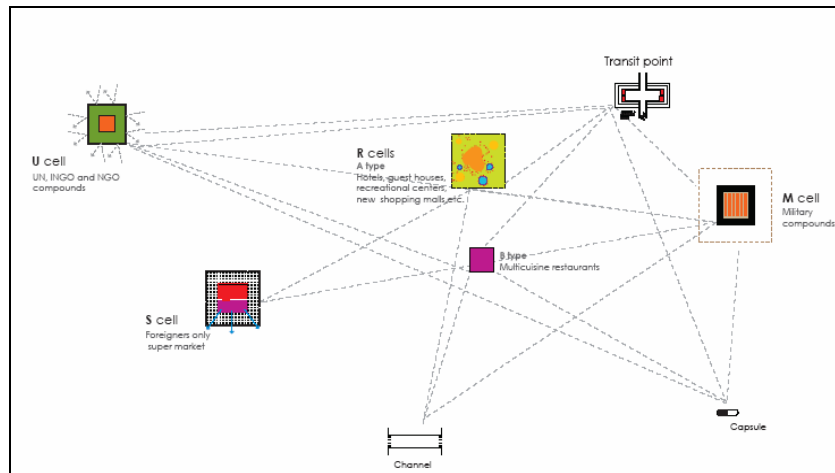 Transit point
U cell
UN, INGO and NGO
compounds
R cells
A type
Hotels, guest houses,
recreational centers,
new shopping malls etc.
M cell
Military
compounds
B type
Multicuisine restaurants
S cell
Foreigners only
super market
Capsule
Channel